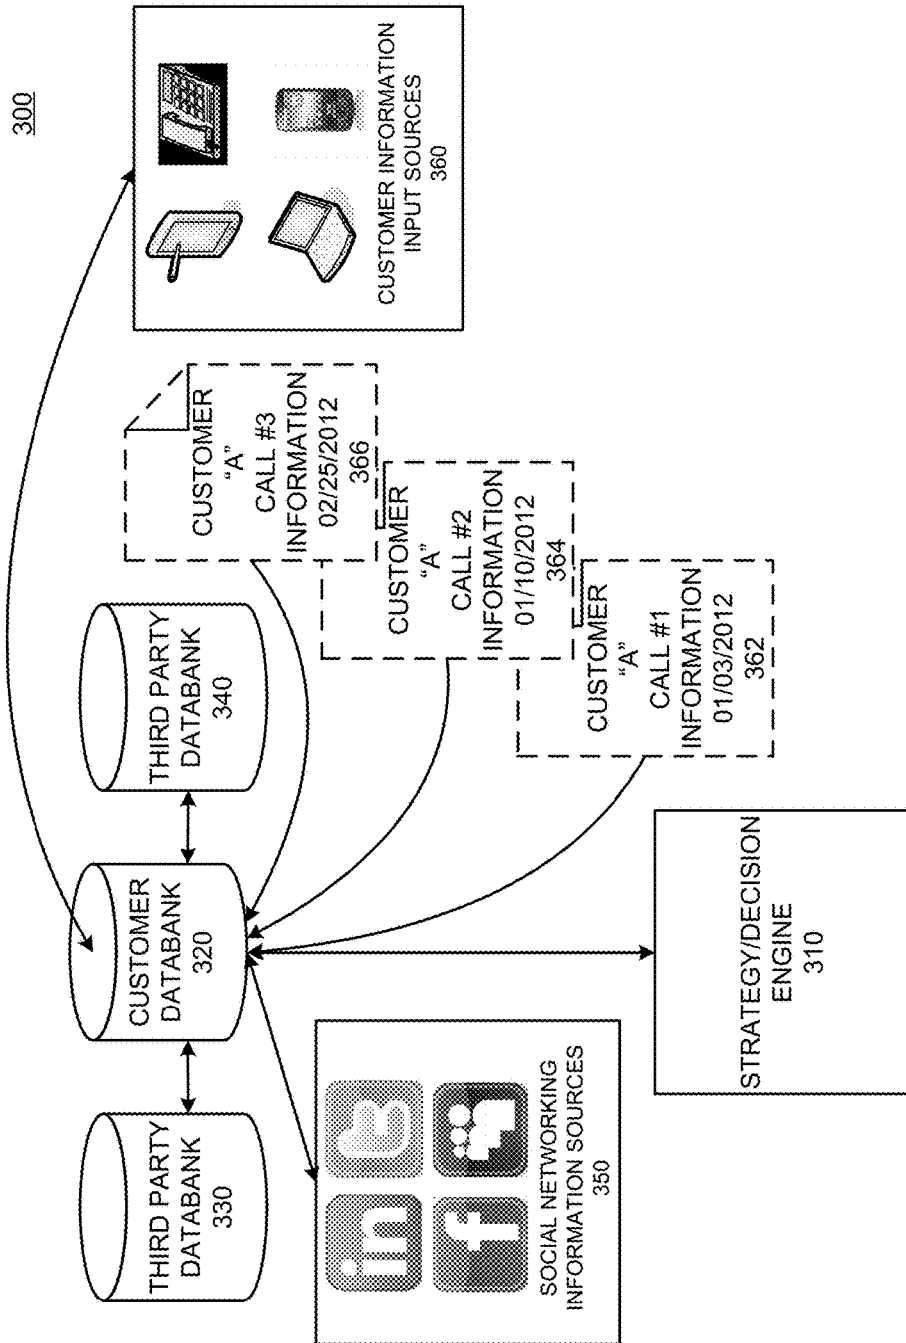 300
THIRD PARTY
DATABANK
330
CUSTOMER
DATABANK
320
THIRD PARTY
DATABANK
340
in
t
f
SOCIAL NETWORKING
INFORMATION SOURCES
350
STRATEGY/DECISION
ENGINE
310
CUSTOMER
"A"
CALL #1
INFORMATION
01/03/2012
362
CUSTOMER
"A"
CALL #2
INFORMATION
01/10/2012
364
CUSTOMER
"A"
CALL #3
INFORMATION
02/25/2012
366
CUSTOMER INFORMATION
INPUT SOURCES
360